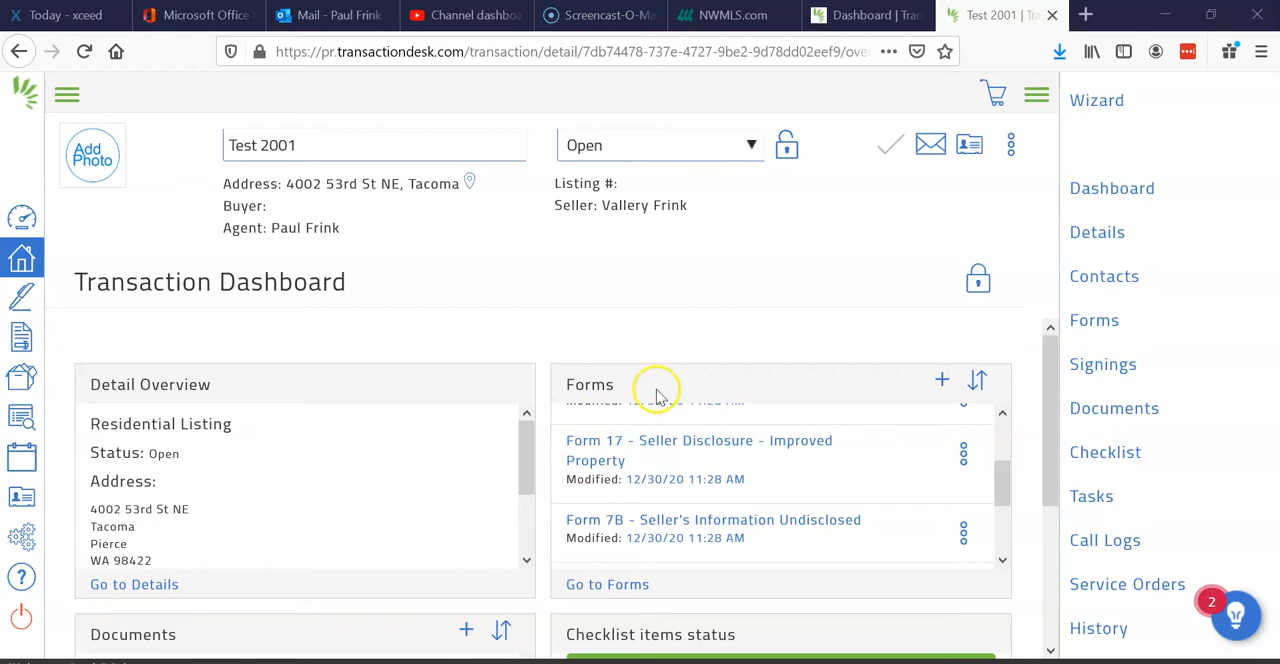 Today - xceed
Microsoft Office
Mail - Paul Frink
Channel dashbo
Screencast-O-Ma
NWMLS.com
Dashboard | Tran
Test 2001 | Tr
https://pr.transactiondesk.com/transaction/detail/7db74478-737e-4727-9be2-9d78dd02eef9/ove
Wizard
Add
Photo
Test 2001
Open
Address: 4002 53rd St NE, Tacoma
Listing #:
Buyer:
Seller: Vallery Frink
Agent: Paul Frink
Transaction Dashboard
Dashboard
Details
Contacts
Forms
Signings
Documents
Checklist
Tasks
Call Logs
Service Orders
History
2
Detail Overview
Residential Listing
Status: Open
Address:
4002 53rd St NE
Tacoma
Pierce
WA 98422
Go to Details
Forms
Form 17 - Seller Disclosure - Improved
Property
Modified: 12/30/20 11:28 AM
Form 7B - Seller's Information Undisclosed
Modified: 12/30/20 11:28 AM
Go to Forms
Documents
Checklist items status